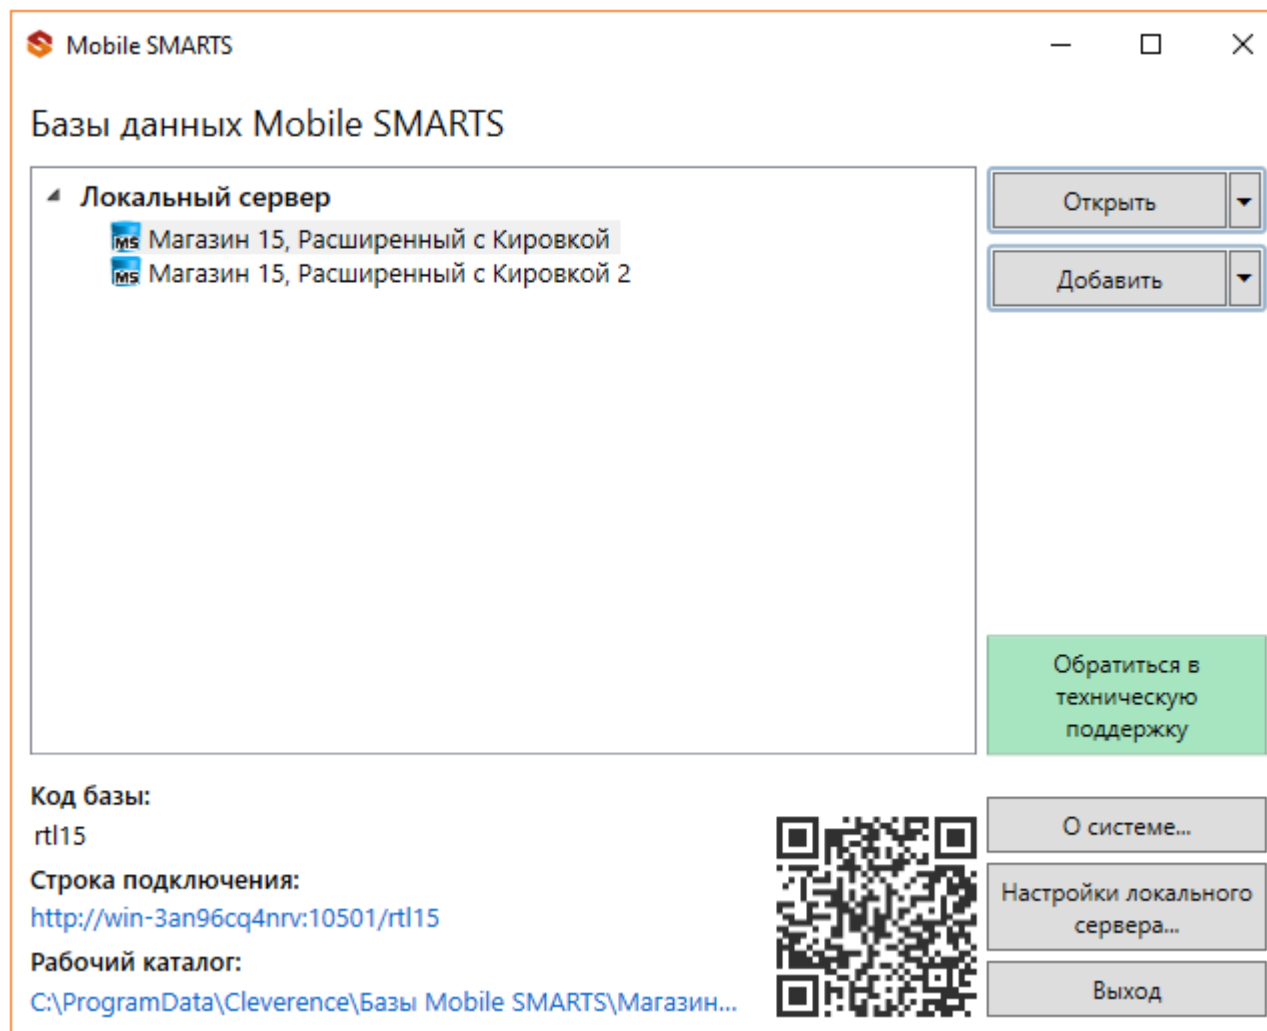 Mobile SMARTS
Базы данных Mobile SMARTS
Локальный сервер
MS Магазин 15, Расширенный с Кировкой
MS Магазин 15, Расширенный с Кировкой 2
Открыть
Добавить
Обратиться в
техническую
поддержку
Код базы:
rtl15
Строка подключения:
http://win-3an96cq4nrv:10501/rtl15
Рабочий каталог:
C:\ProgramData\Cleverence\Базы Mobile SMARTS\Магазин...
О системе...
Настройки локального
сервера...
Выход